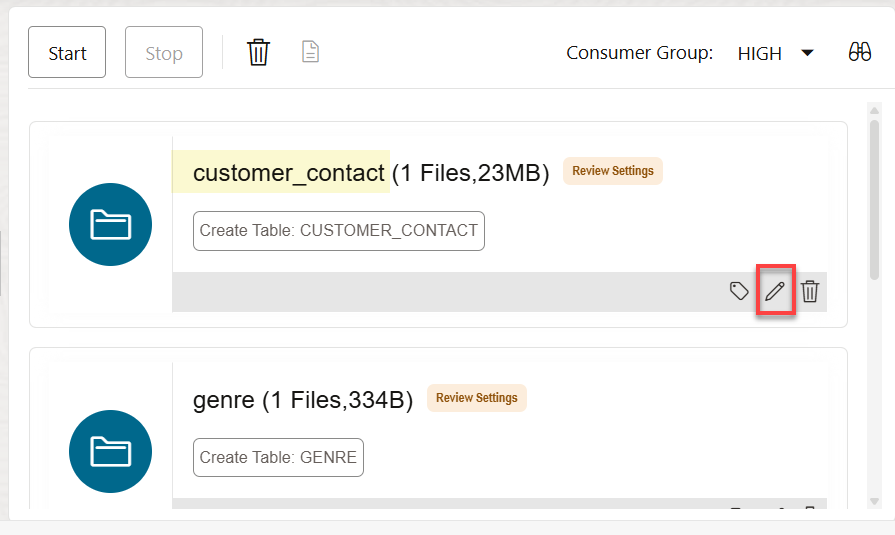 Start Stop Consumer Group: HIGH
customer_contact (1 Files,23MB) Review Settings
Create Table: CUSTOMER_CONTACT
genre (1 Files,334B) Review Settings
Create Table: GENRE